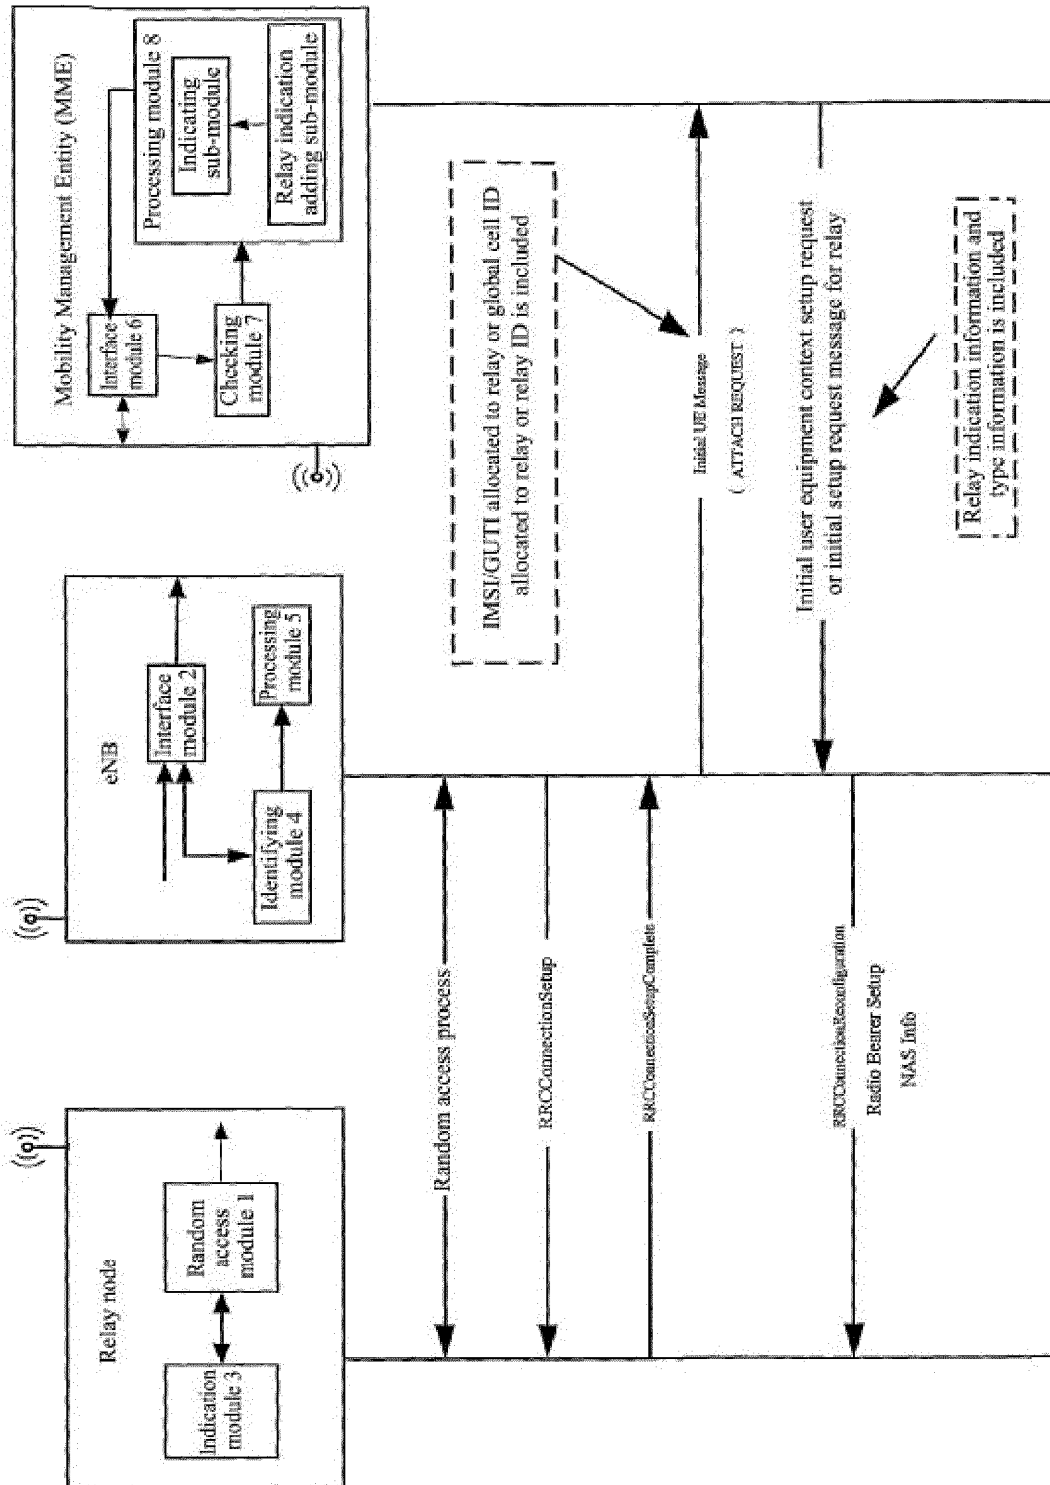 Relay node
Indication
module 3
Random
access
module 1
eNB
Interface
module 2
Identifying
module 4
Processing
module 5
Mobility Management Entity (MME)
Interface
module 6
Checking
module 7
Processing module 8
Indicating
sub-module
Relay indication
adding sub-module
Random access process
RRCConnectionSetup
RRCConnectionSetupComplete
IMSI/GUTI allocated to relay or global cell ID
allocated to relay or relay ID is included
Initial UE Message
( ATTACH REQUEST )
Initial user equipment context setup request
or initial setup request message for relay
Relay indication information and
type information is included
RRCConnectionReconfiguration
Radio Bearer Setup
NAS Info